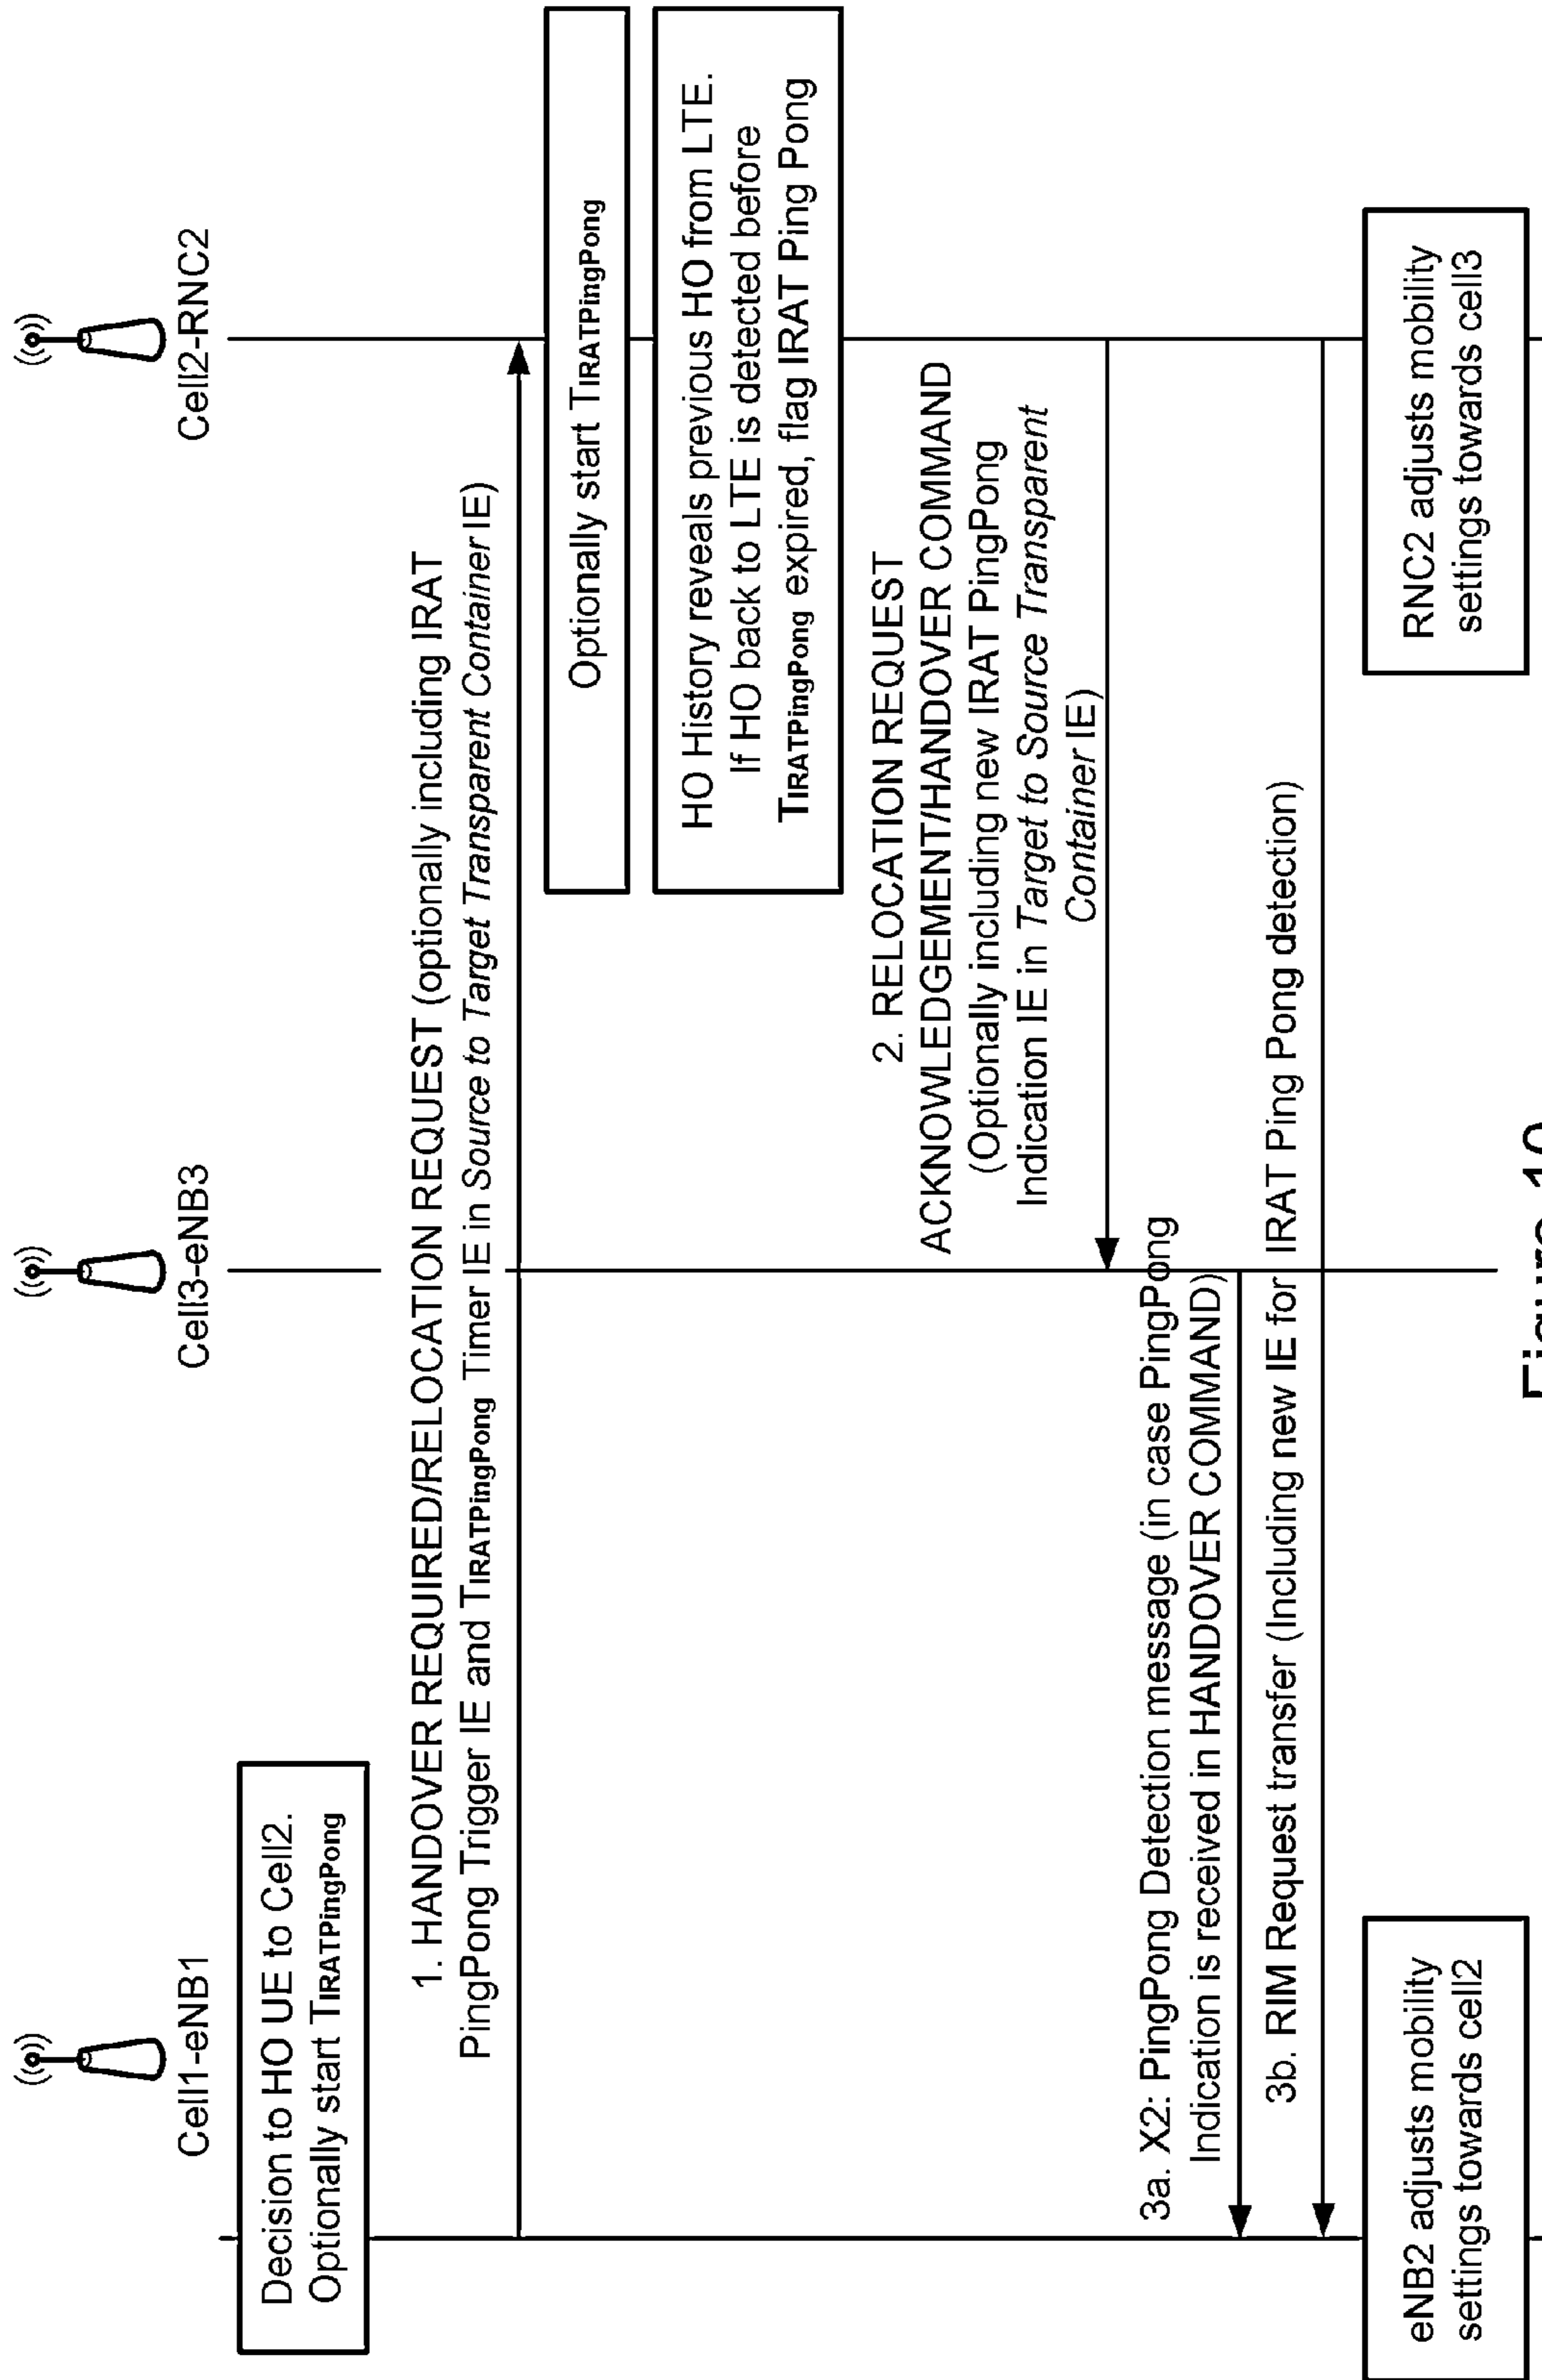 Cell1-eNB1
Cell3-eNB3
Cell2-RNC2
Decision to HO UE to Cell2.
Optionally start TIRATPingPong
1. HANDOVER REQUIRED/RELOCATION REQUEST (optionally including IRAT
PingPong Trigger IE and TIRATPingPong Timer IE in Source to Target Transparent Container IE)
Optionally start TIRATPingPong
HO History reveals previous HO from LTE.
If HO back to LTE is detected before
TIRATPingPong expired, flag IRAT Ping Pong
2. RELOCATION REQUEST
ACKNOWLEDGEMENT/HANDOVER COMMAND
(Optionally including new IRAT PingPong
Indication IE in Target to Source Transparent
Container IE)
3a. X2: PingPong Detection message (in case PingPong
Indication is received in HANDOVER COMMAND)
3b. RIM Request transfer (Including new IE for IRAT Ping Pong detection)
eNB2 adjusts mobility
settings towards cell2
RNC2 adjusts mobility
settings towards cell3
Figure 10